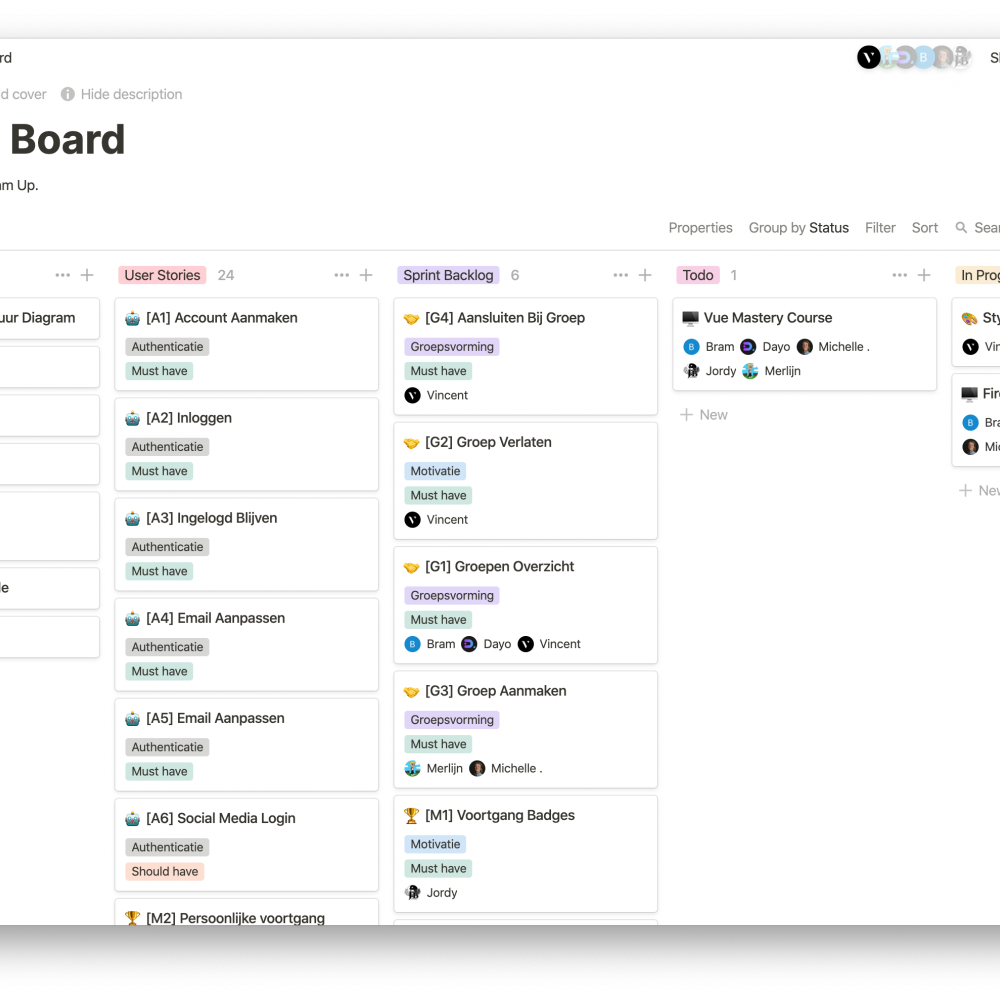 rd
d cover Hide description
Board
am Up.
Properties Group by Status Filter Sort Sear
User Stories 24
[A1] Account Aanmaken
Authenticatie
Must have
[A2] Inloggen
Authenticatie
Must have
[A3] Ingelogd Blijven
Authenticatie
Must have
[A4] Email Aanpassen
Authenticatie
Must have
[A5] Email Aanpassen
Authenticatie
Must have
[A6] Social Media Login
Authenticatie
Should have
[M2] Persoonlijke voortgang
Sprint Backlog 6
[G4] Aansluiten Bij Groep
Groepsvorming
Must have
Vincent
[G2] Groep Verlaten
Motivatie
Must have
Vincent
[G1] Groepen Overzicht
Groepsvorming
Must have
B Bram Dayo Vincent
[G3] Groep Aanmaken
Groepsvorming
Must have
Merlijn Michelle .
[M1] Voortgang Badges
Motivatie
Must have
Jordy
Todo 1
Vue Mastery Course
B Bram Dayo Michelle .
Jordy Merlijn
+ New
In Prog
Sty
Vin
Fire
B Bra
Mic
+ New
uur Diagram
le